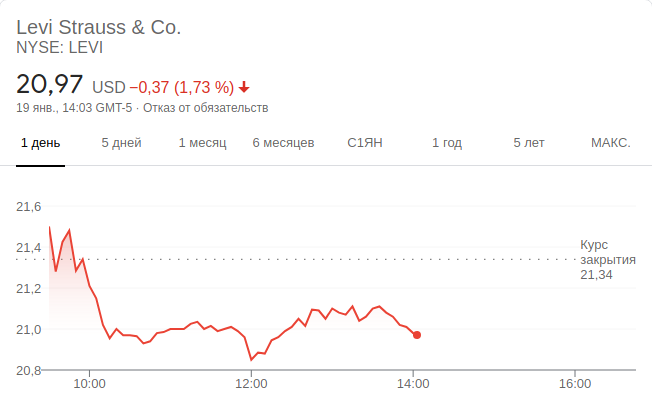 Levi Strauss & Co.
NYSE: LEVI
20,97 USD −0,37 (1,73 %)
19 янв., 14:03 GMT-5 · Отказ от обязательств
1 день 5 дней 1 месяц 6 месяцев С1ЯН 1 год 5 лет МАКС.
21,6
21,4
21,2
21,0
20,8
Курс
закрытия
21,34
10:00 12:00 14:00 16:00